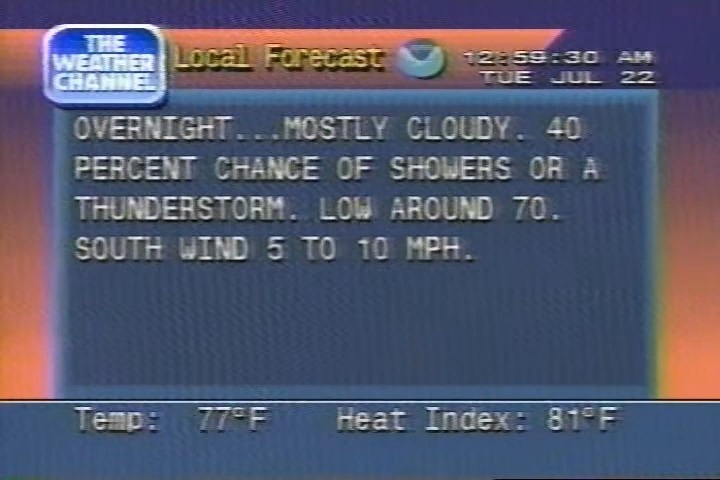 THE
WEATHER
CHANNEL
Local Forecast
12:59:30 AM
TUE JUL 22
OVERNIGHT...MOSTLY CLOUDY. 40
PERCENT CHANCE OF SHOWERS OR A
THUNDERSTORM. LOW AROUND 70.
SOUTH WIND 5 TO 10 MPH.
Temp: 77°F Heat Index: 81°F